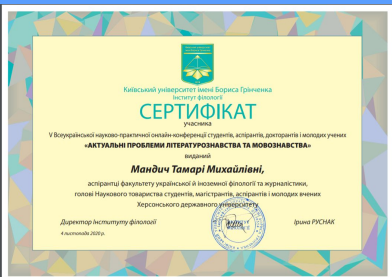 Київський університет імені Бориса Грінченка
Інститут філології
СЕРТИФІКАТ
учасника
V Всеукраїнської науково-практичної онлайн-конференції студентів, аспірантів, докторантів і молодих учених
«АКТУАЛЬНІ ПРОБЛЕМИ ЛІТЕРАТУРОЗНАВСТВА ТА МОВОЗНАВСТВА»
виданий
Мандич Тамарі Михайлівні,
аспірантці факультету української й іноземної філології та журналістики,
голові Наукового товариства студентів, магістрантів, аспірантів і молодих вчених
Херсонського державного університету
Директор Інституту філології
Ірина РУСНАК
4 листопада 2020 р.